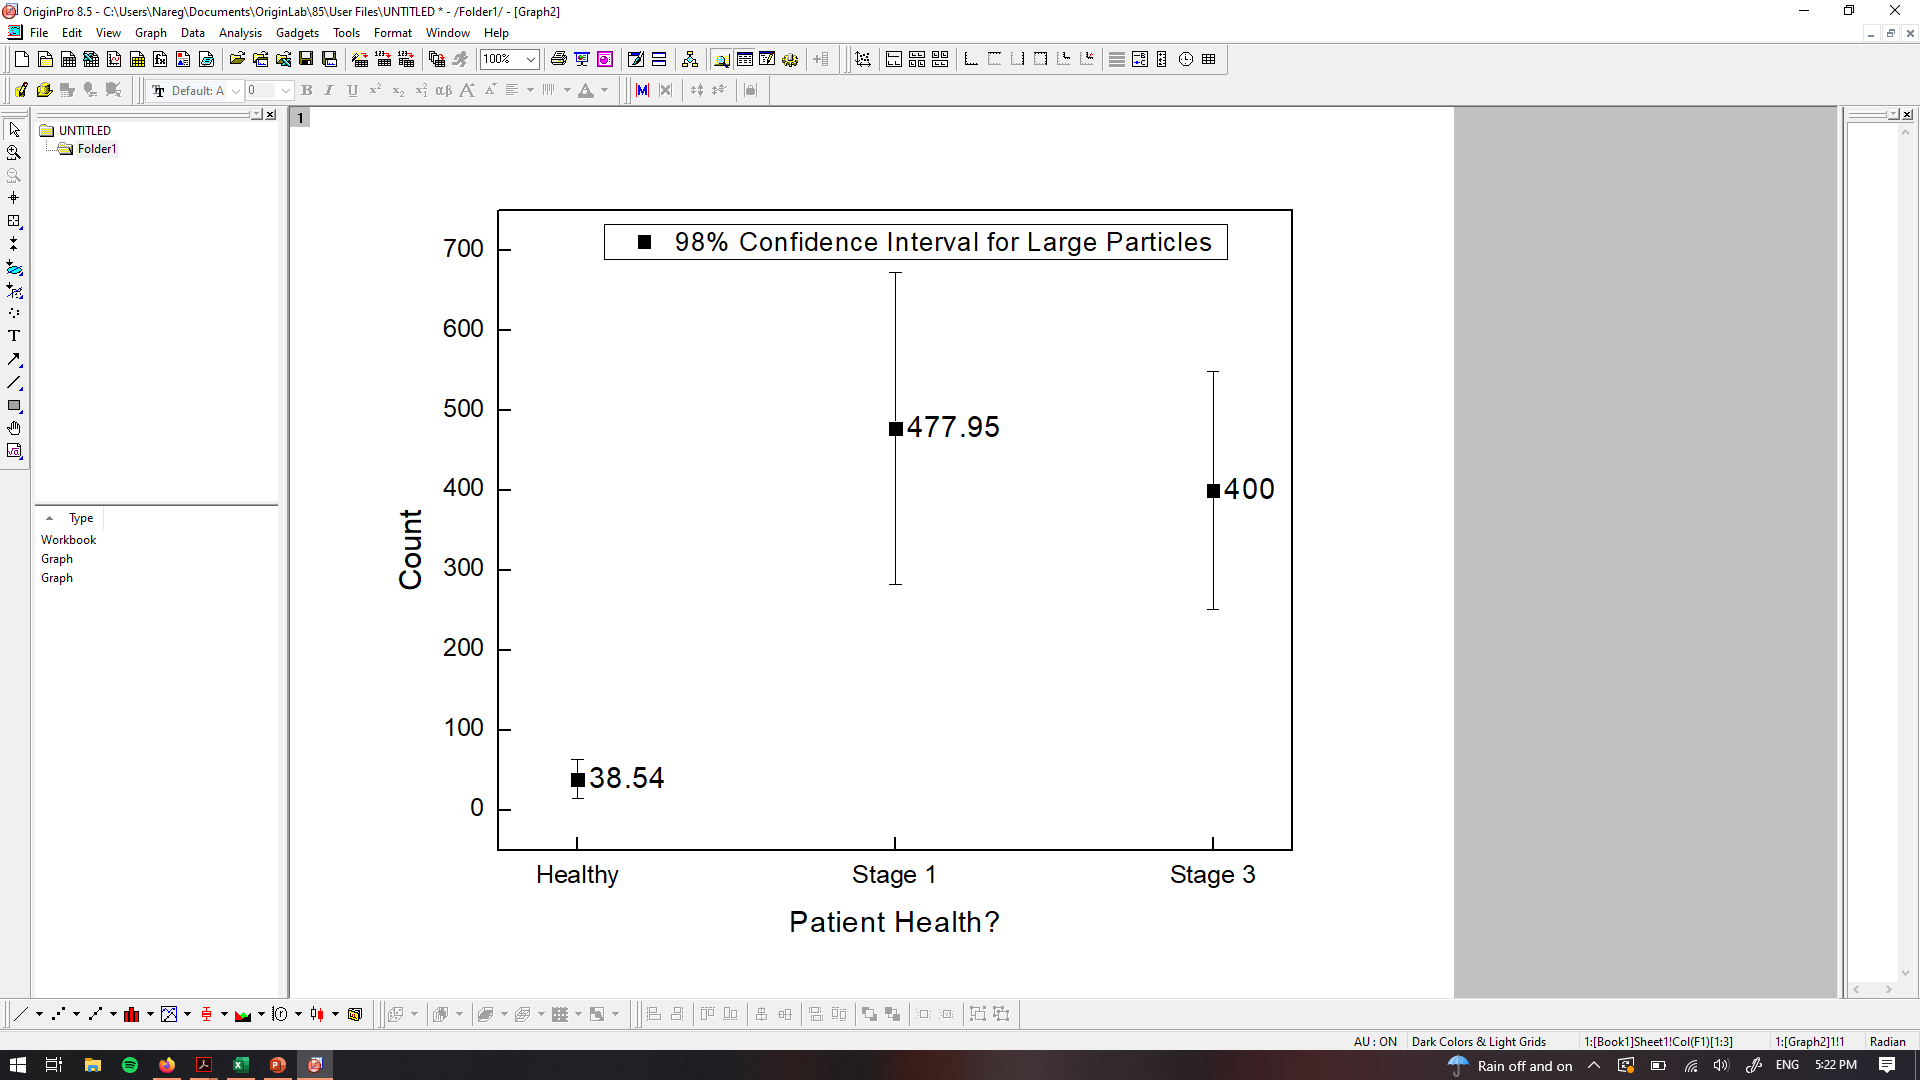 OriginPro 8.5 - C:\Users\Nareg\Documents\OriginLab\85\User Files\UNTITLED * - /Folder1/ - [Graph2]
File Edit View Graph Data Analysis Gadgets Tools Format Window Help
100%
Default: A 0 B I U x² x₂ x αβ A A A M
1
UNTITLED
Folder1
Type
Workbook
Graph
Graph
98% Confidence Interval for Large Particles
700
600
500
400
300
200
100
0
Count
477.95
400
38.54
Healthy Stage 1 Stage 3
Patient Health?
AU : ON Dark Colors & Light Grids 1:[Book1]Sheet1!Col(F1)[1:3] 1:[Graph2]1!1 Radian
Rain off and on ENG 5:22 PM